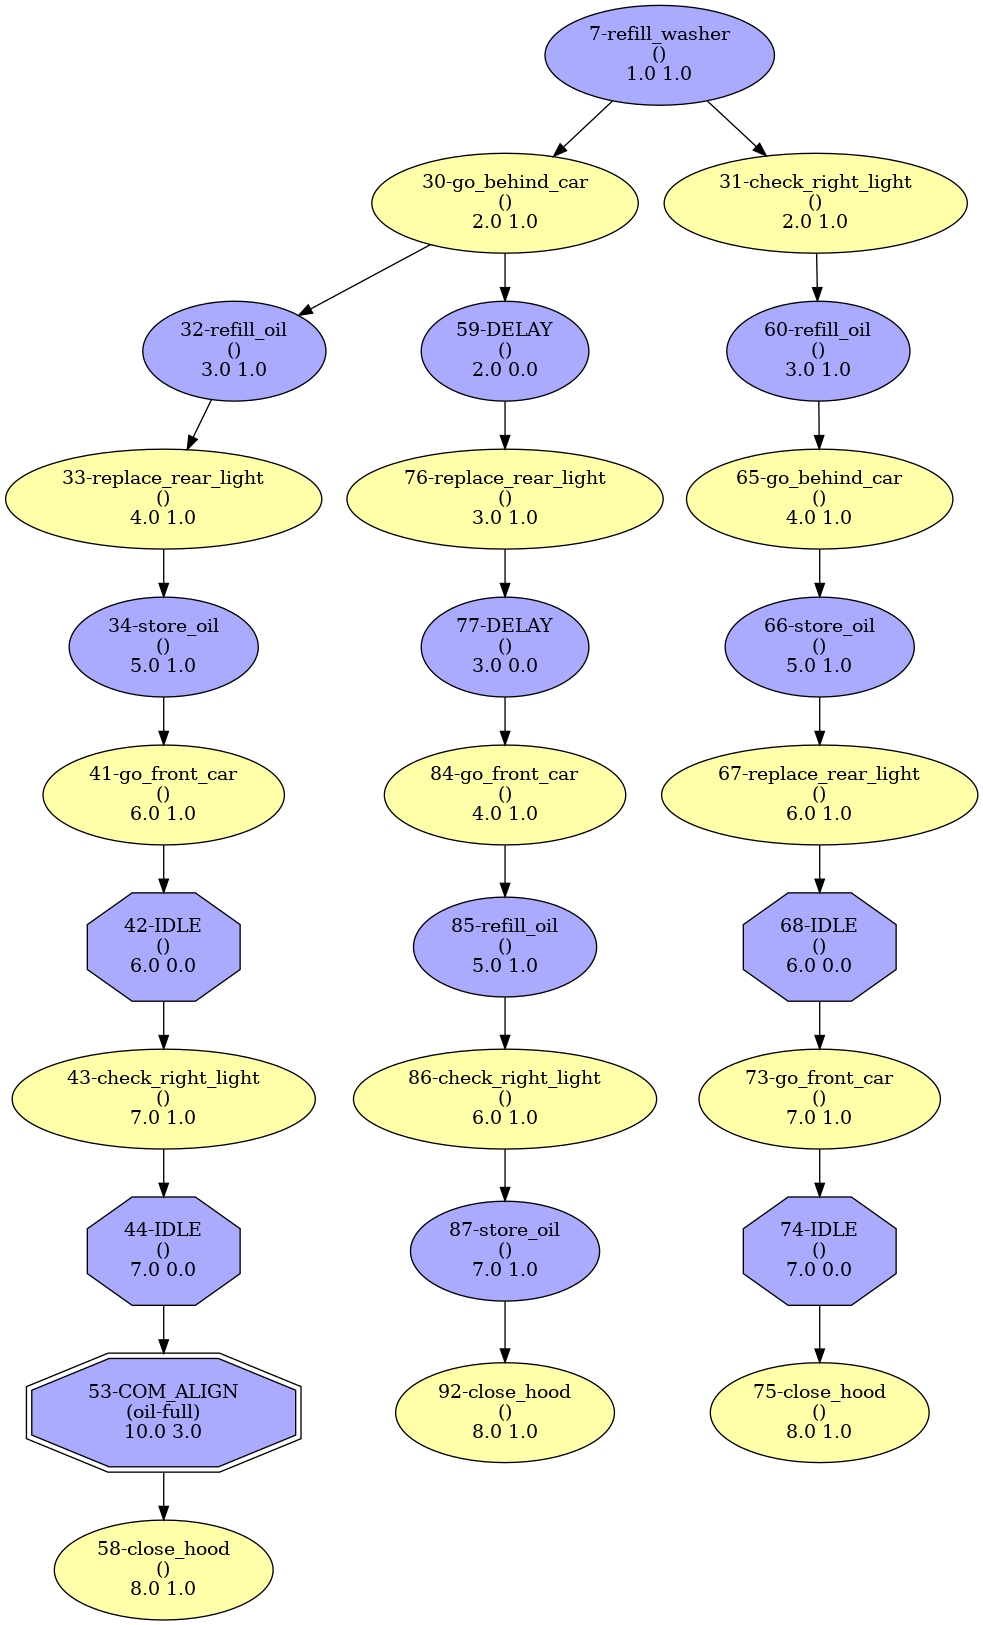 7-refill_washer
()
1.0 1.0
30-go_behind_car
()
2.0 1.0
31-check_right_light
()
2.0 1.0
32-refill_oil
()
3.0 1.0
59-DELAY
()
2.0 0.0
60-refill_oil
()
3.0 1.0
33-replace_rear_light
()
4.0 1.0
76-replace_rear_light
()
3.0 1.0
65-go_behind_car
()
4.0 1.0
34-store_oil
()
5.0 1.0
77-DELAY
()
3.0 0.0
66-store_oil
()
5.0 1.0
41-go_front_car
()
6.0 1.0
84-go_front_car
()
4.0 1.0
67-replace_rear_light
()
6.0 1.0
42-IDLE
()
6.0 0.0
85-refill_oil
()
5.0 1.0
68-IDLE
()
6.0 0.0
43-check_right_light
()
7.0 1.0
86-check_right_light
()
6.0 1.0
73-go_front_car
()
7.0 1.0
44-IDLE
()
7.0 0.0
87-store_oil
()
7.0 1.0
74-IDLE
()
7.0 0.0
53-COM_ALIGN
(oil-full)
10.0 3.0
92-close_hood
()
8.0 1.0
75-close_hood
()
8.0 1.0
58-close_hood
()
8.0 1.0